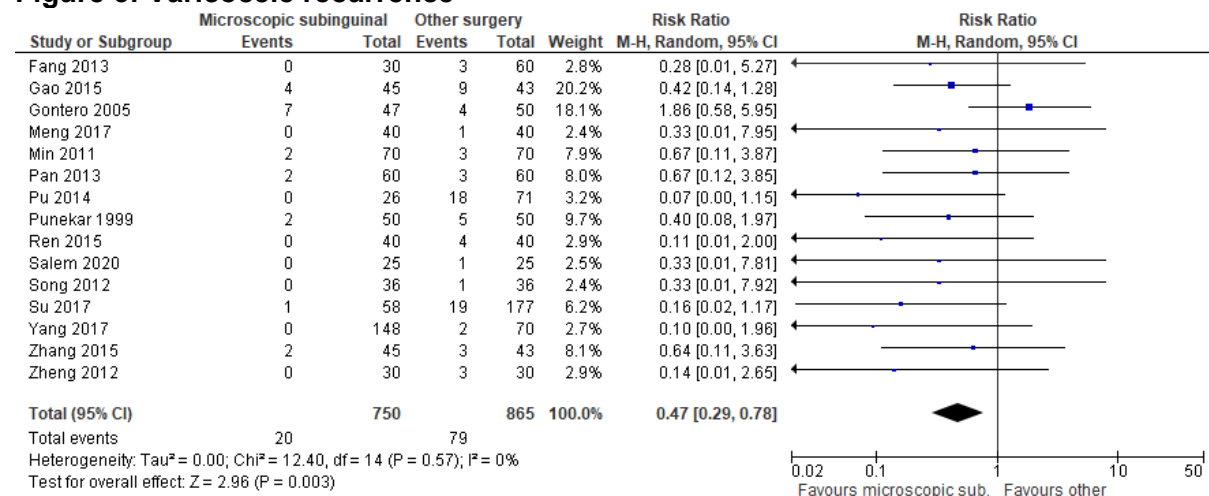 Figure 3: Varicocele recurrence
Microscopic subinguinal Other surgery Risk Ratio Risk Ratio
Study or Subgroup Events Total Events Total Weight M-H, Random, 95% CI M-H, Random, 95% CI
Fang 2013 0 30 3 60 2.8% 0.28 [0.01, 5.27]
Gao 2015 4 45 9 43 20.2% 0.42 [0.14, 1.28]
Gontero 2005 7 47 4 50 18.1% 1.86 [0.58, 5.95]
Meng 2017 0 40 1 40 2.4% 0.33 [0.01, 7.95]
Min 2011 2 70 3 70 7.9% 0.67 [0.11, 3.87]
Pan 2013 2 60 3 60 8.0% 0.67 [0.12, 3.85]
Pu 2014 0 26 18 71 3.2% 0.07 [0.00, 1.15]
Punekar 1999 2 50 5 50 9.7% 0.40 [0.08, 1.97]
Ren 2015 0 40 4 40 2.9% 0.11 [0.01, 2.00]
Salem 2020 0 25 1 25 2.5% 0.33 [0.01, 7.81]
Song 2012 0 36 1 36 2.4% 0.33 [0.01, 7.92]
Su 2017 1 58 19 177 6.2% 0.16 [0.02, 1.17]
Yang 2017 0 148 2 70 2.7% 0.10 [0.00, 1.96]
Zhang 2015 2 45 3 43 8.1% 0.64 [0.11, 3.63]
Zheng 2012 0 30 3 30 2.9% 0.14 [0.01, 2.65]
Total (95% CI) 750 865 100.0% 0.47 [0.29, 0.78]
Total events 20 79
Heterogeneity: Tau² = 0.00; Chi² = 12.40, df = 14 (P = 0.57); I² = 0%
Test for overall effect: Z = 2.96 (P = 0.003)
0.02 0.1 1 10 50
Favours microscopic sub. Favours other